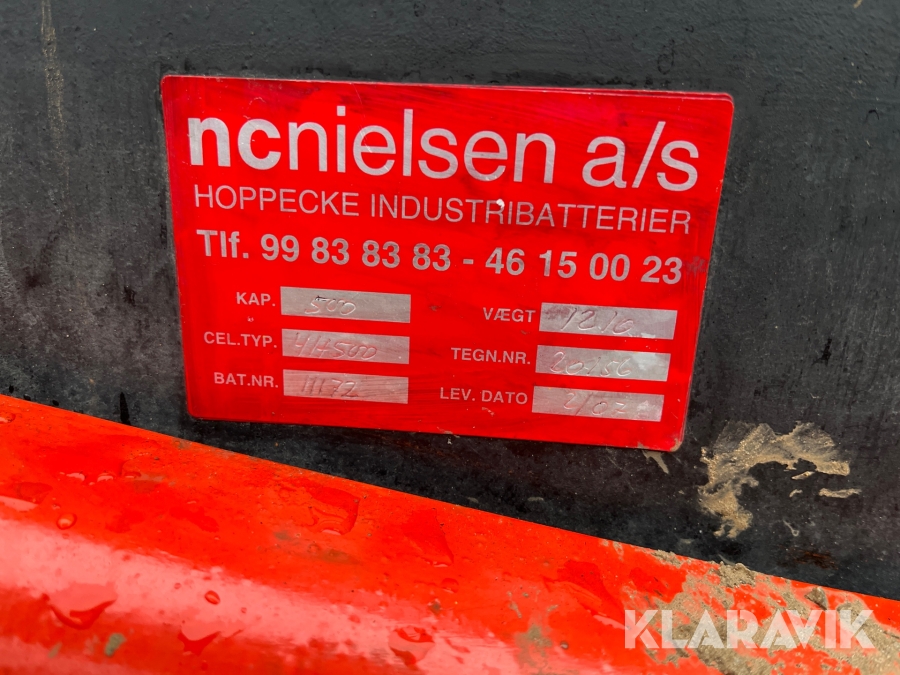 ncnielsen a/s
HOPPECKE INDUSTRIBATTERIER
Tlf. 99 83 83 83 - 46 15 00 23
KAP. 500
VÆGT
CEL.TYP. 4H500
TEGN.NR.
BAT.NR. 11172
LEV. DATO
KLARAVIK